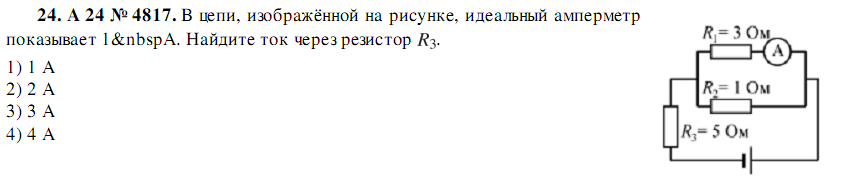 24. А 24 № 4817. В цепи, изображённой на рисунке, идеальный амперметр
показывает 1&nbspА. Найдите ток через резистор R3.
1) 1 А
2) 2 А
3) 3 А
4) 4 А
R1= 3 Ом
A
R2= 1 Ом
R3= 5 Ом